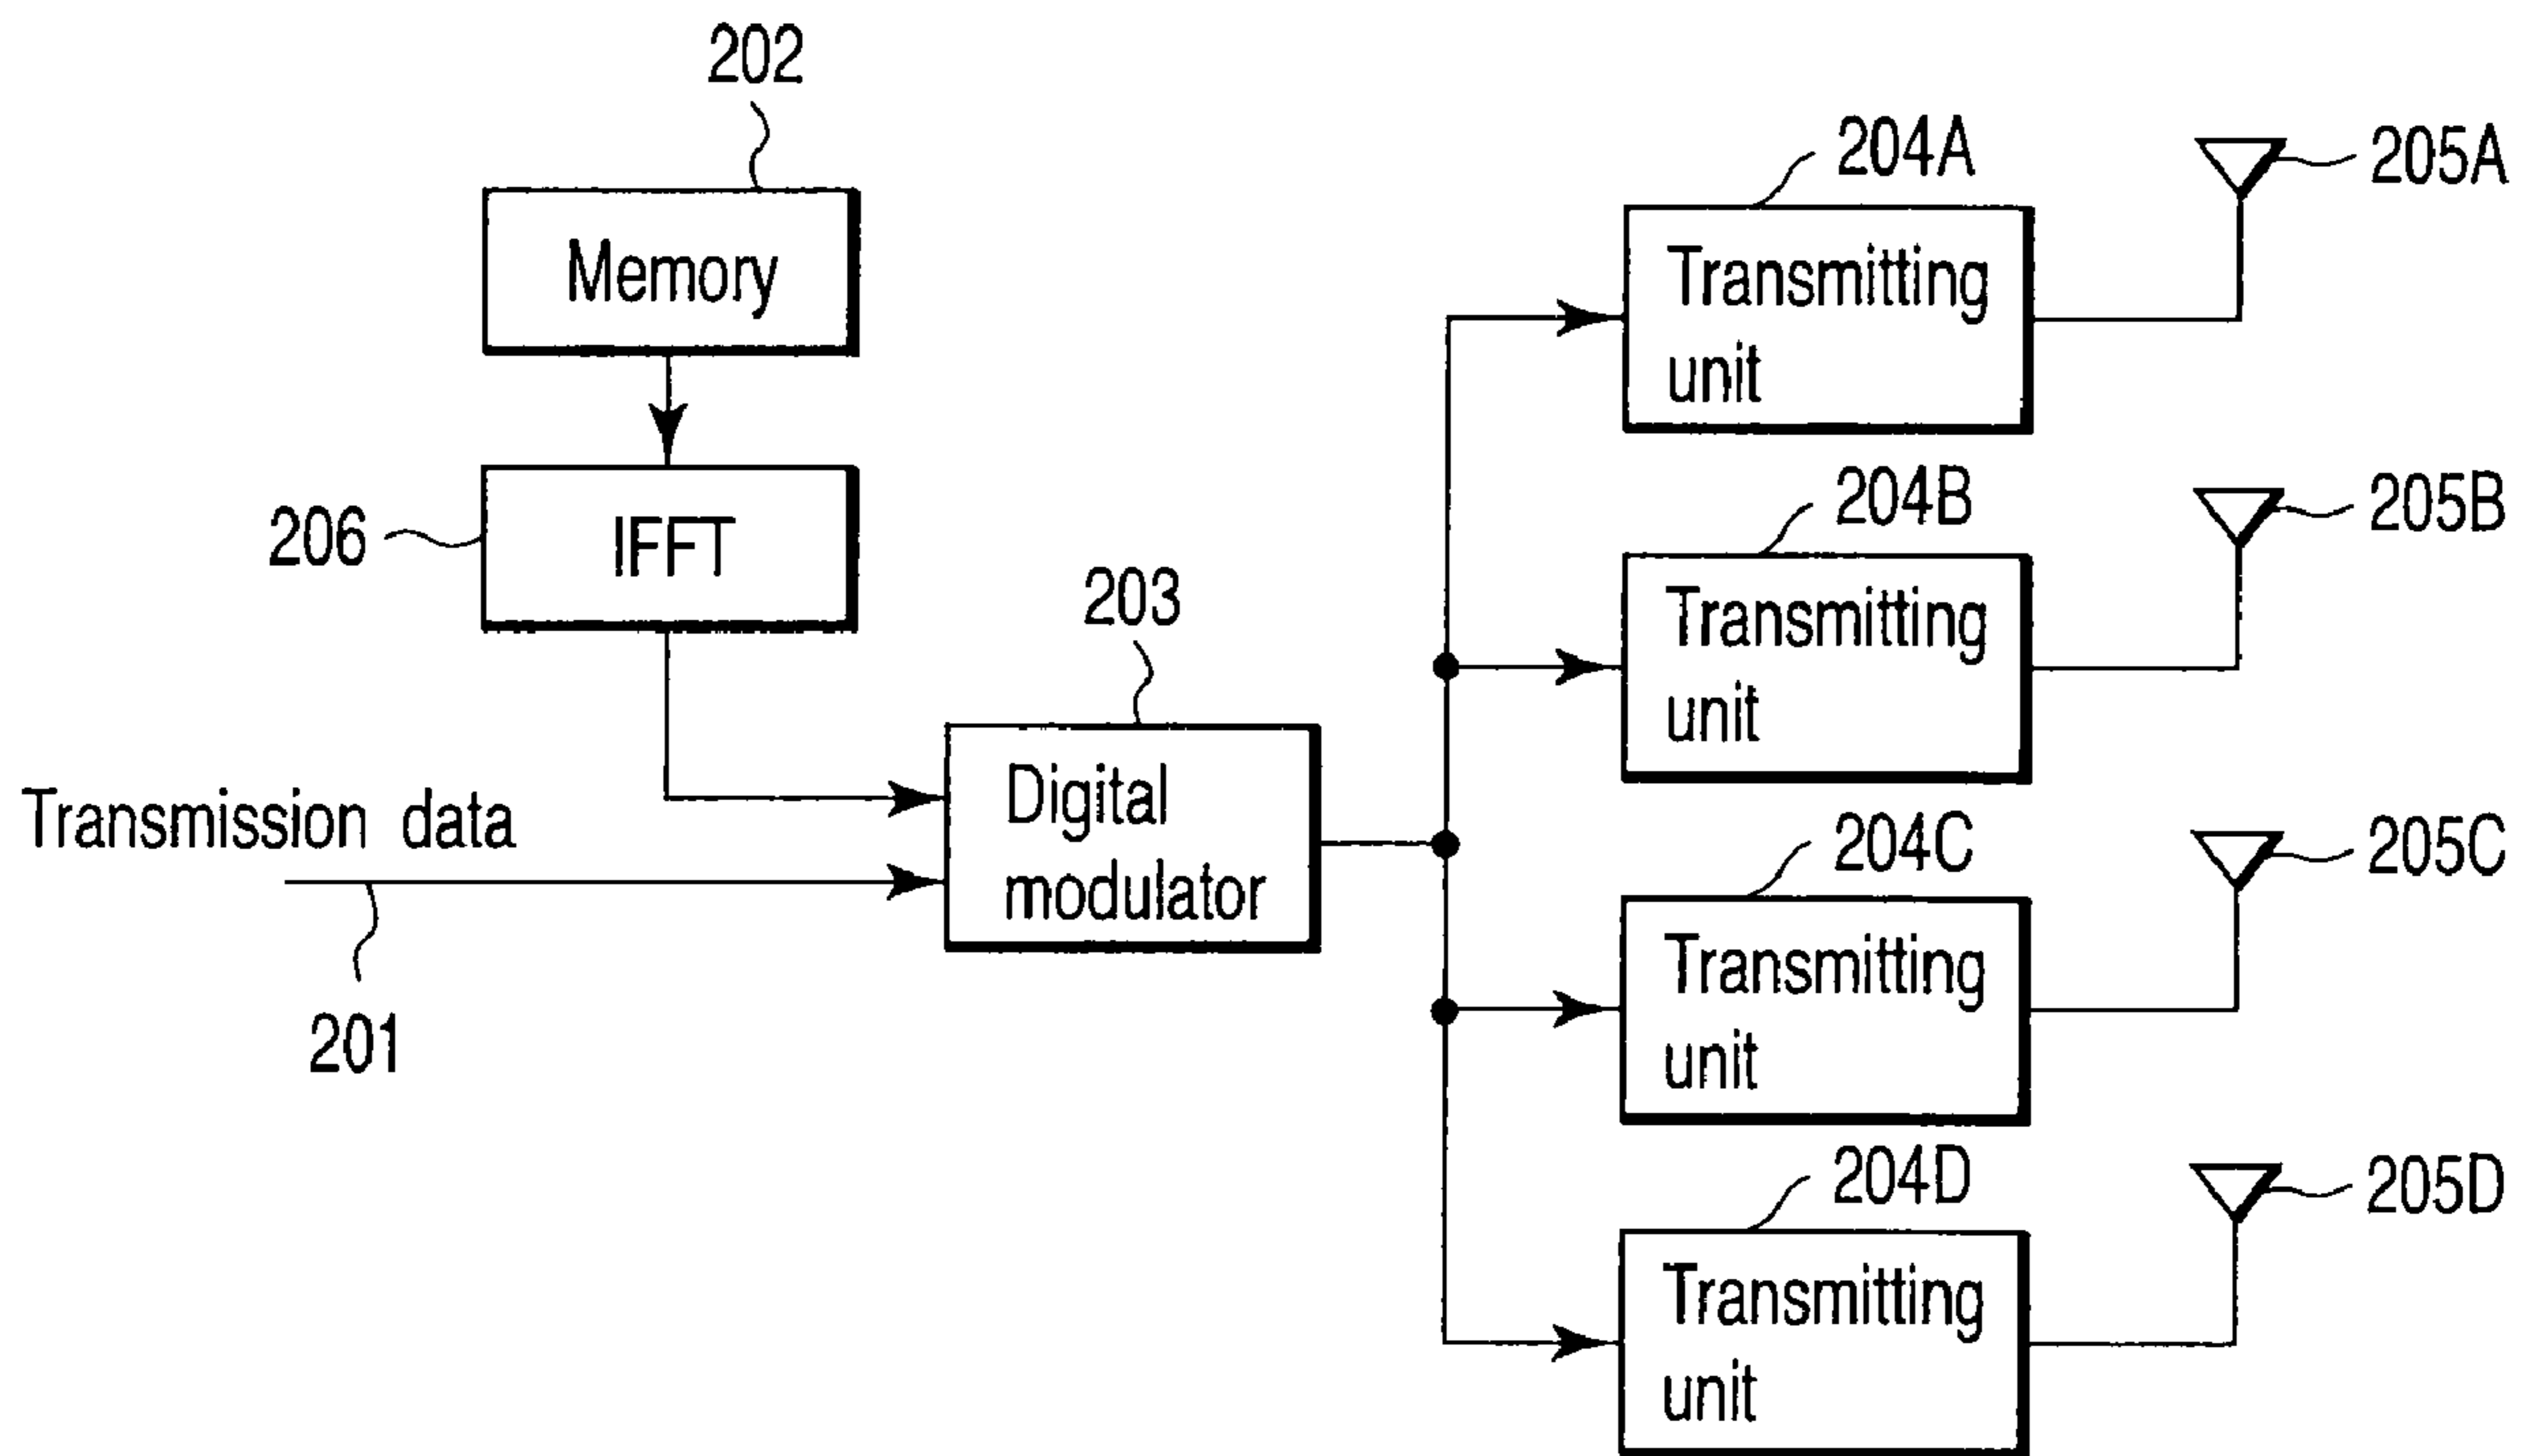 202
Memory
206
IFFT
203
Digital
modulator
Transmission data
201
204A
Transmitting
unit
205A
204B
Transmitting
unit
205B
204C
Transmitting
unit
205C
204D
Transmitting
unit
205D